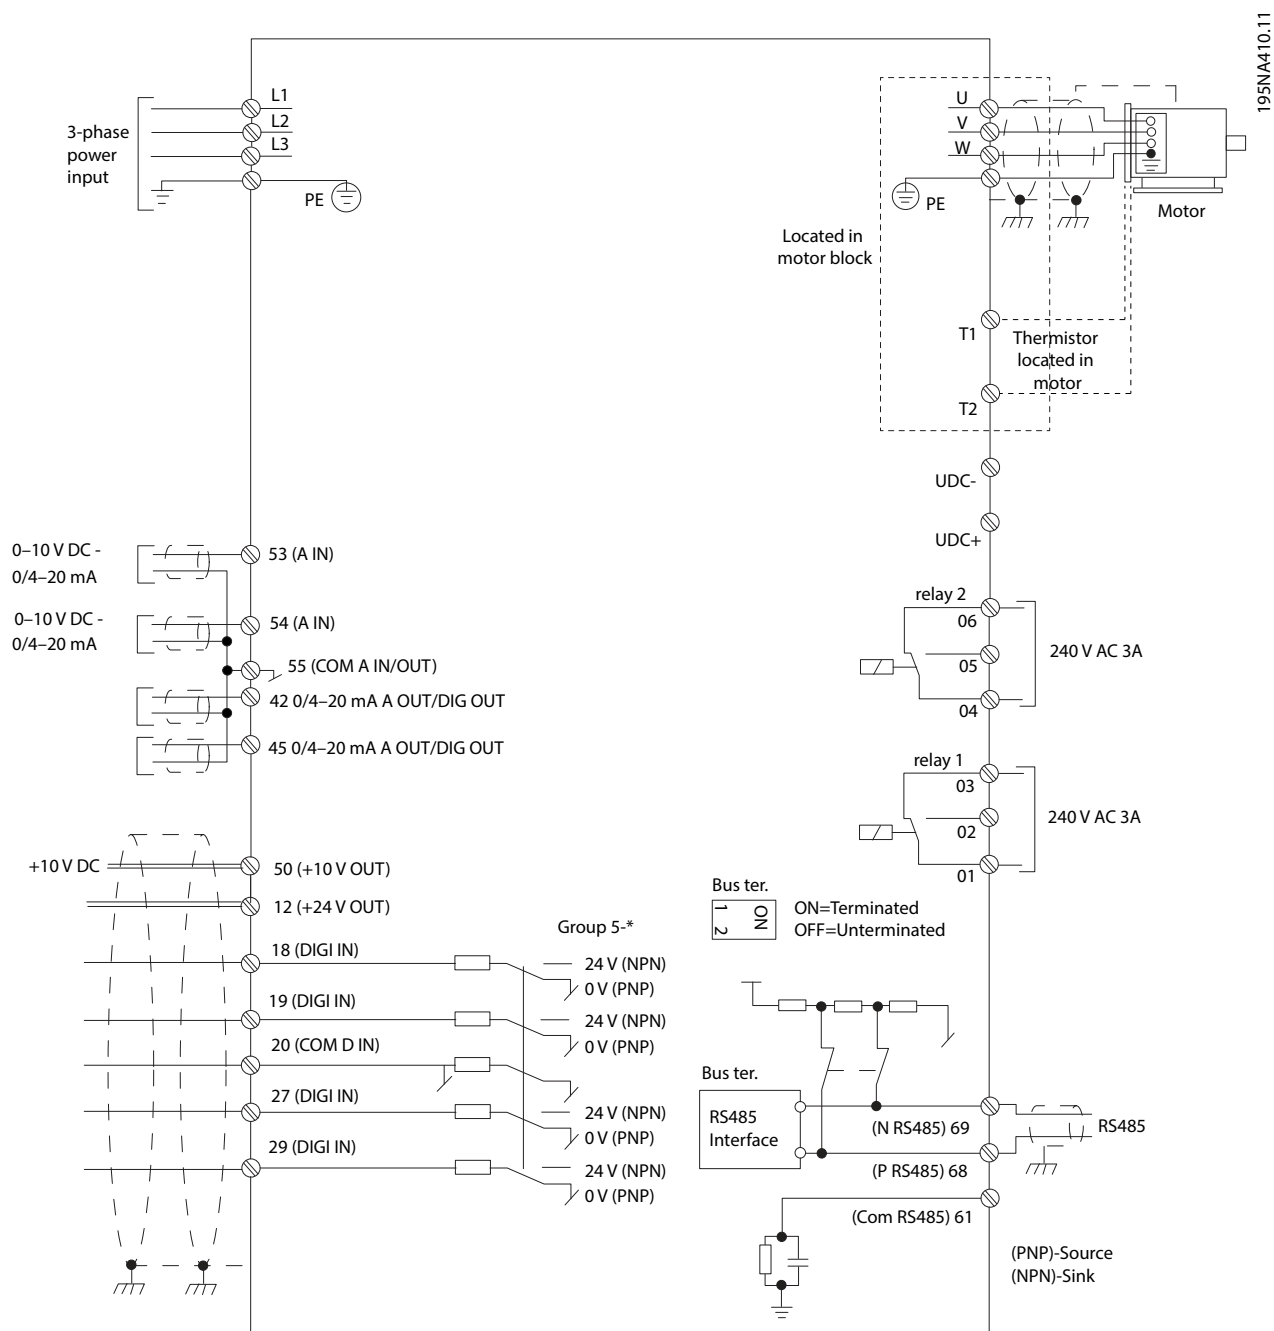 195NA410.11
3-phase
power
input
L1
L2
L3
PE
U
V
W
PE
Motor
Located in
motor block
T1
Thermistor
located in
motor
T2
UDC-
UDC+
0–10 V DC -
0/4–20 mA
53 (A IN)
0–10 V DC -
0/4–20 mA
54 (A IN)
55 (COM A IN/OUT)
42 0/4–20 mA A OUT/DIG OUT
45 0/4–20 mA A OUT/DIG OUT
relay 2
06
05
04
240 V AC 3A
relay 1
03
02
01
240 V AC 3A
+10 V DC
50 (+10 V OUT)
12 (+24 V OUT)
18 (DIGI IN)
19 (DIGI IN)
20 (COM D IN)
27 (DIGI IN)
29 (DIGI IN)
Group 5-*
24 V (NPN)
0 V (PNP)
24 V (NPN)
0 V (PNP)
24 V (NPN)
0 V (PNP)
24 V (NPN)
0 V (PNP)
Bus ter.
1 2
ON
ON=Terminated
OFF=Unterminated
Bus ter.
RS485
Interface
(N RS485) 69
(P RS485) 68
(Com RS485) 61
RS485
(PNP)-Source
(NPN)-Sink